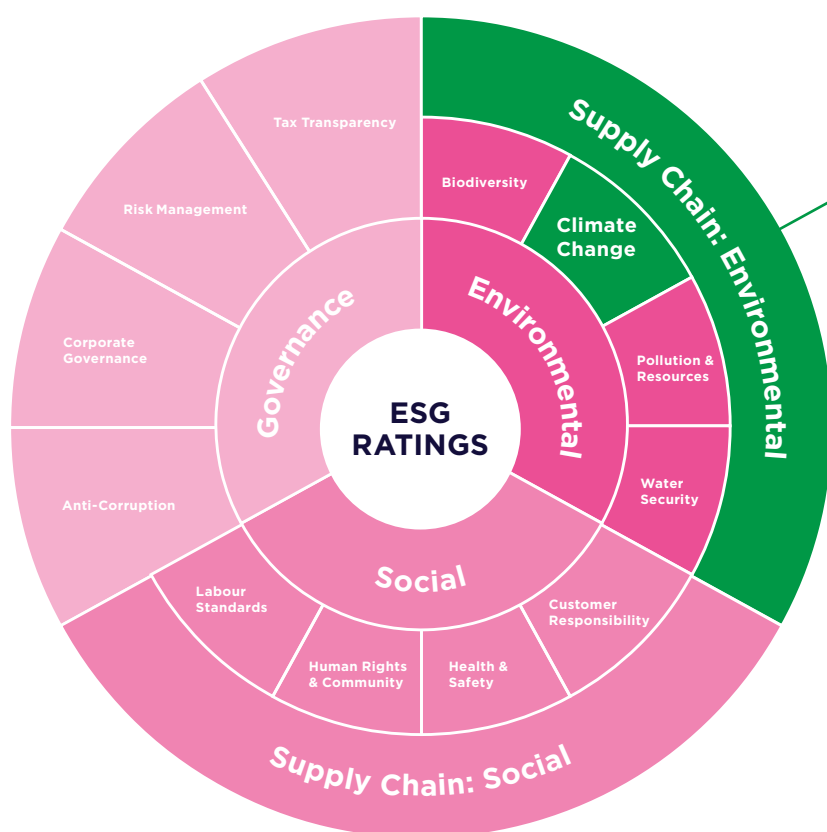 Supply Chain: Environmental
Tax Transparency
Biodiversity
Risk Management
Climate
Change
Governance
Environmental
Corporate
Governance
Pollution &
Resources
ESG
RATINGS
Anti-Corruption
Water
Security
Social
Labour
Standards
Customer
Responsibility
Human Rights
& Community
Health &
Safety
Supply Chain: Social